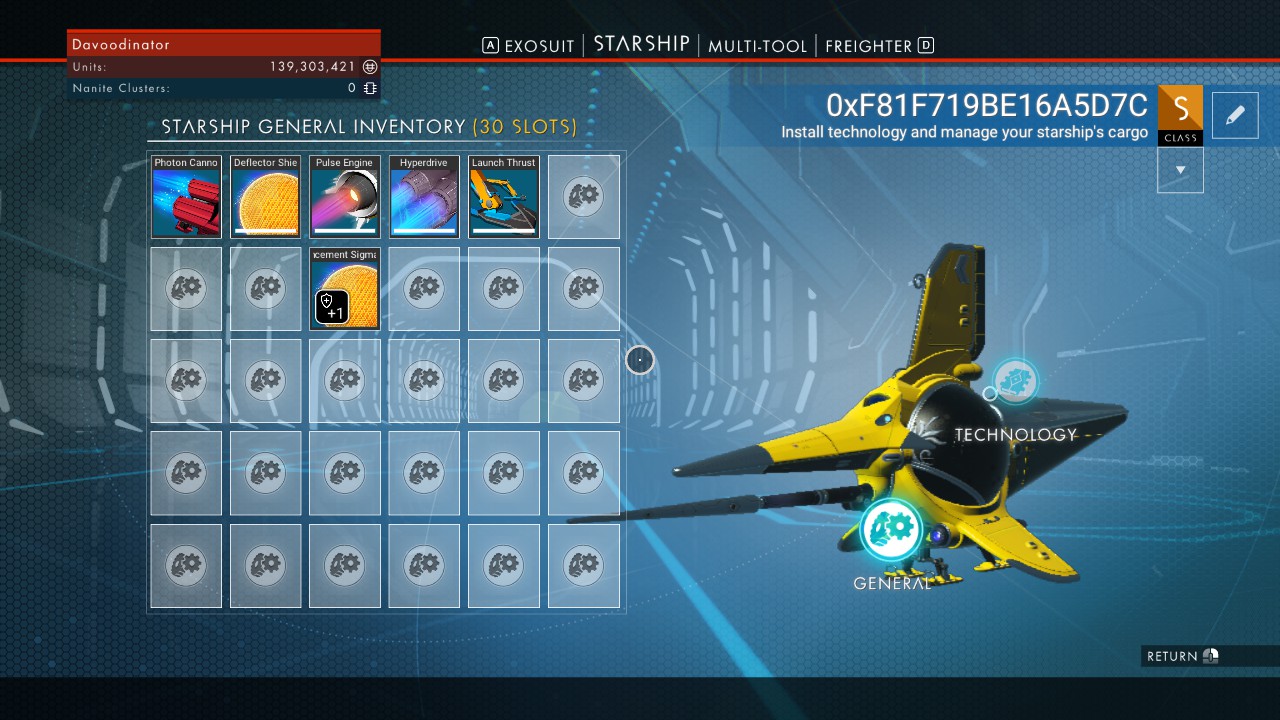 Davoodinator
Units: 139,303,421
Nanite Clusters: 0
A EXOSUIT STARSHIP MULTI-TOOL FREIGHTER D
STARSHIP GENERAL INVENTORY (30 SLOTS)
0xF81F719BE16A5D7C
Install technology and manage your starship's cargo
S
CLASS
Photon Canno Deflector Shie Pulse Engine Hyperdrive Launch Thrust
cement Sigma
+1
TECHNOLOGY
GENERAL
RETURN